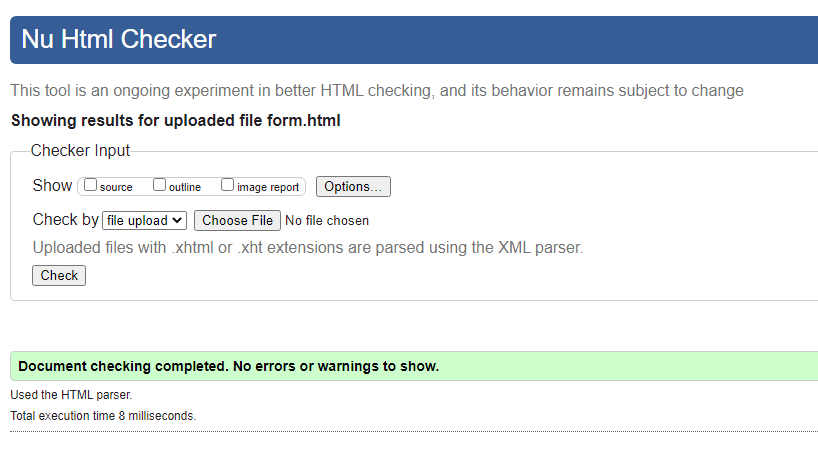 Nu Html Checker
This tool is an ongoing experiment in better HTML checking, and its behavior remains subject to change
Showing results for uploaded file form.html
Checker Input
Show source outline image report Options...
Check by file upload Choose File No file chosen
Uploaded files with .xhtml or .xht extensions are parsed using the XML parser.
Check
Document checking completed. No errors or warnings to show.
Used the HTML parser.
Total execution time 8 milliseconds.